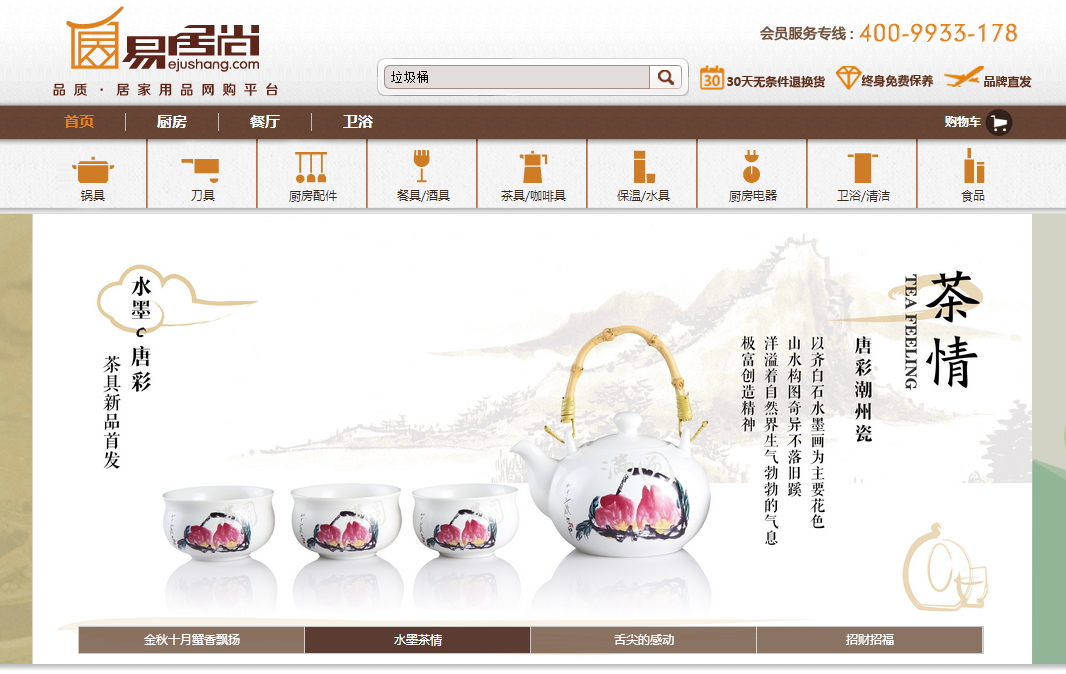 易居尚
ejushang.com
品质·居家用品网购平台
会员服务专线：400-9933-178
垃圾桶
30
30天无条件退换货
终身免费保养
品牌直发
首页
厨房
餐厅
卫浴
购物车
锅具
刀具
厨房配件
餐具/酒具
茶具/咖啡具
保温/水具
厨房电器
卫浴/清洁
食品
茶情
TEA FEELING
唐彩潮州瓷
以齐白石水墨画为主要花色
山水构图奇异不落旧蹊
洋溢着自然界生气勃勃的气息
极富创造精神
水墨C唐彩
茶具新品首发
金秋十月蟹香飘扬
水墨茶情
舌尖的感动
招财招福